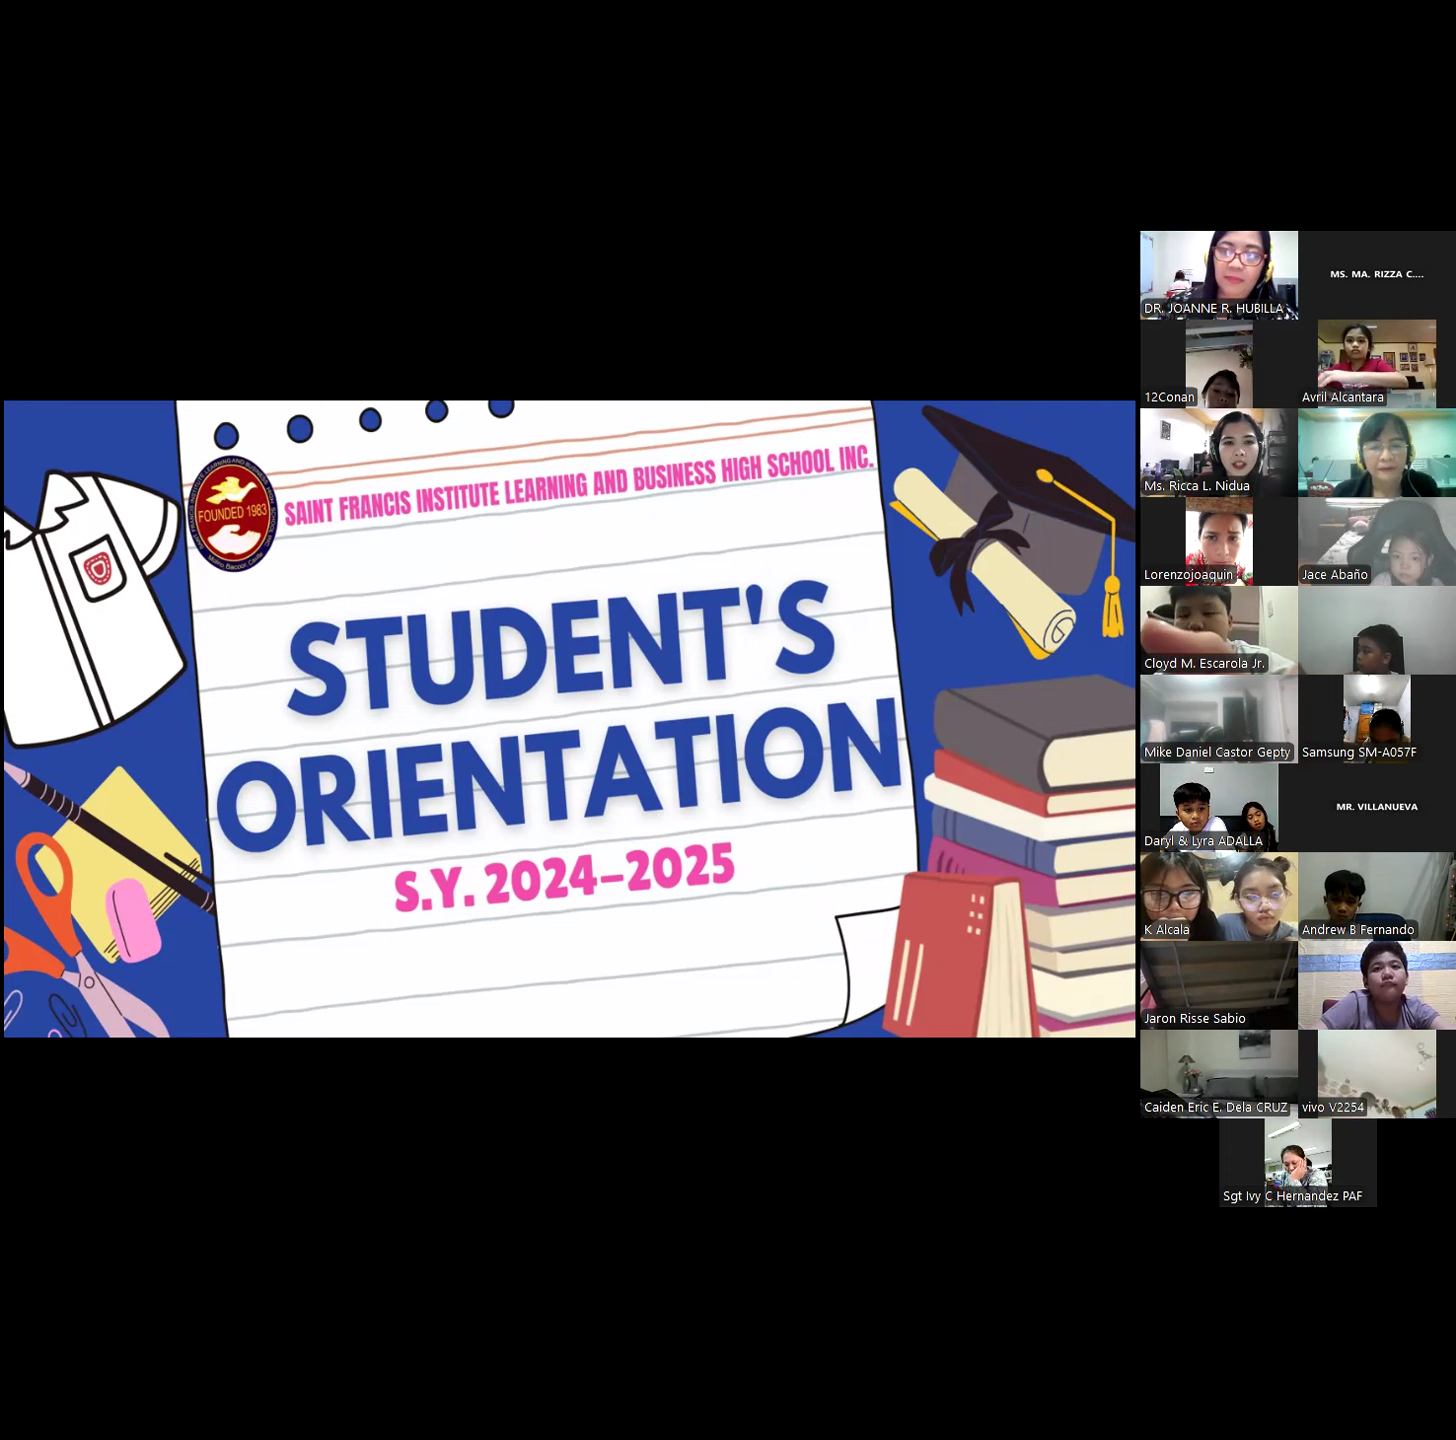 SAINT FRANCIS INSTITUTE LEARNING AND BUSINESS HIGH SCHOOL INC.
FOUNDED 1983
STUDENT'S
ORIENTATION
S.Y. 2024-2025
DR. JOANNE R. HUBILLA
MS. MA. RIZZA C....
12Conan
Avril Alcantara
Ms. Ricca L. Nidua
Lorenzojoaquin
Jace Abaño
Cloyd M. Escarola Jr.
Mike Daniel Castor Gepty
Samsung SM-A057F
Daryl & Lyra ADALLA
MR. VILLANUEVA
K Alcala
Andrew B Fernando
Jaron Risse Sabio
Caiden Eric E. Dela CRUZ
vivo V2254
Sgt Ivy C Hernandez PAF